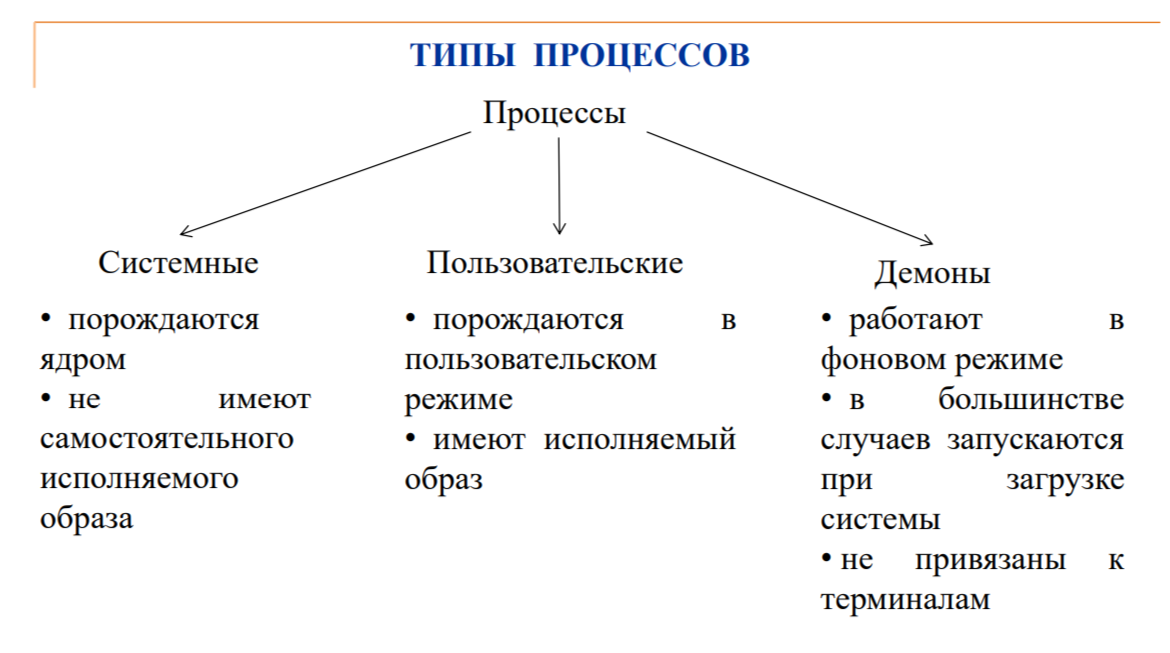 ТИПЫ ПРОЦЕССОВ
Процессы
Системные
• порождаются
ядром
• не имеют
самостоятельного
исполняемого
образа
Пользовательские
• порождаются в
пользовательском
режиме
• имеют исполняемый
образ
Демоны
• работают в
фоновом режиме
• в большинстве
случаев запускаются
при загрузке
системы
• не привязаны к
терминалам